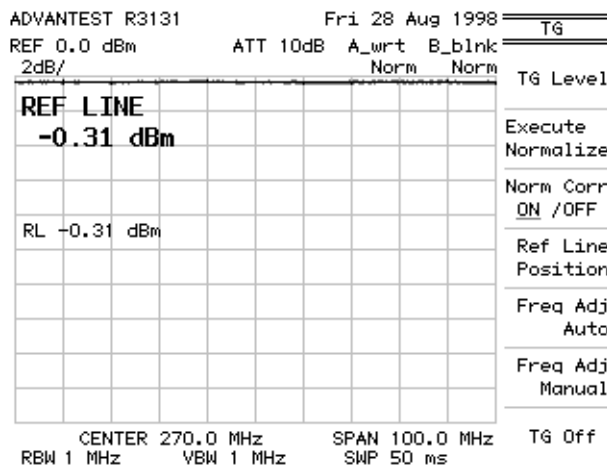 ADVANTEST R3131 Fri 28 Aug 1998
REF 0.0 dBm ATT 10dB A_wrt B_blnk
2dB/ Norm Norm
REF LINE
-0.31 dBm
RL -0.31 dBm
CENTER 270.0 MHz SPAN 100.0 MHz
RBW 1 MHz VBW 1 MHz SWP 50 ms
TG
TG Level
Execute
Normalize
Norm Corr
ON /OFF
Ref Line
Position
Freq Adj
Auto
Freq Adj
Manual
TG Off